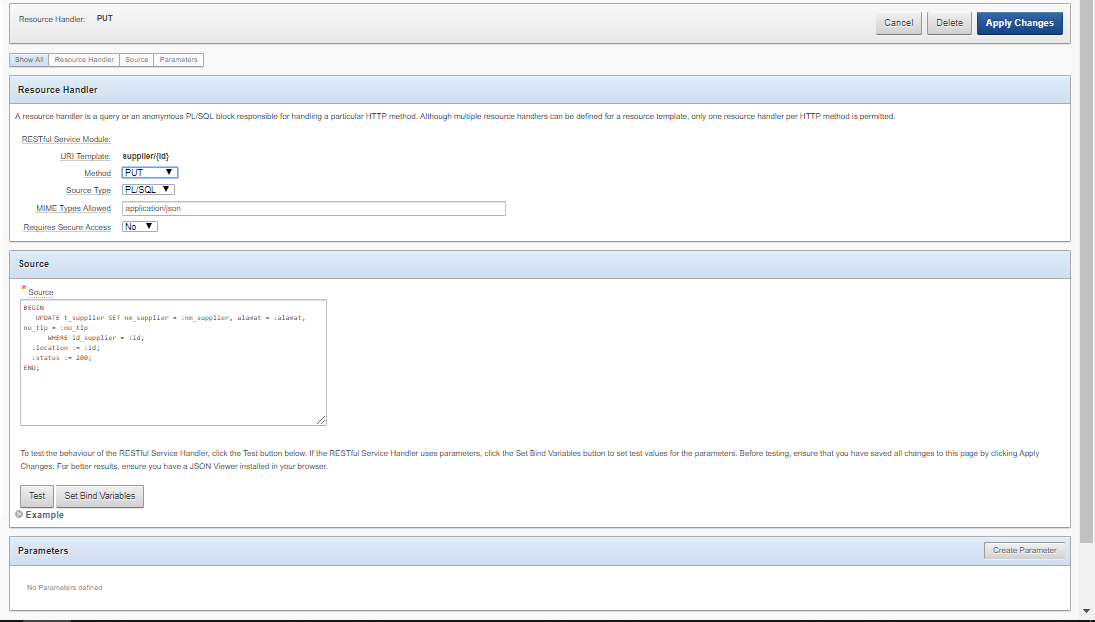 Resource Handler: PUT
Cancel Delete Apply Changes
Show All Resource Handler Source Parameters
Resource Handler
A resource handler is a query or an anonymous PL/SQL block responsible for handling a particular HTTP method. Although multiple resource handlers can be defined for a resource template, only one resource handler per HTTP method is permitted.
RESTful Service Module:
URI Template: supplier/{id}
Method PUT
Source Type PL/SQL
MIME Types Allowed application/json
Requires Secure Access No
Source
* Source
BEGIN
UPDATE t_supplier SET nm_supplier = :nm_supplier, alamat = :alamat,
no_tlp = :no_tlp
WHERE id_supplier = :id;
:location := :id;
:status := 200;
END;
To test the behaviour of the RESTful Service Handler, click the Test button below. If the RESTful Service Handler uses parameters, click the Set Bind Variables button to set test values for the parameters. Before testing, ensure that you have saved all changes to this page by clicking Apply
Changes. For better results, ensure you have a JSON Viewer installed in your browser.
Test Set Bind Variables
Example
Parameters Create Parameter
No Parameters defined